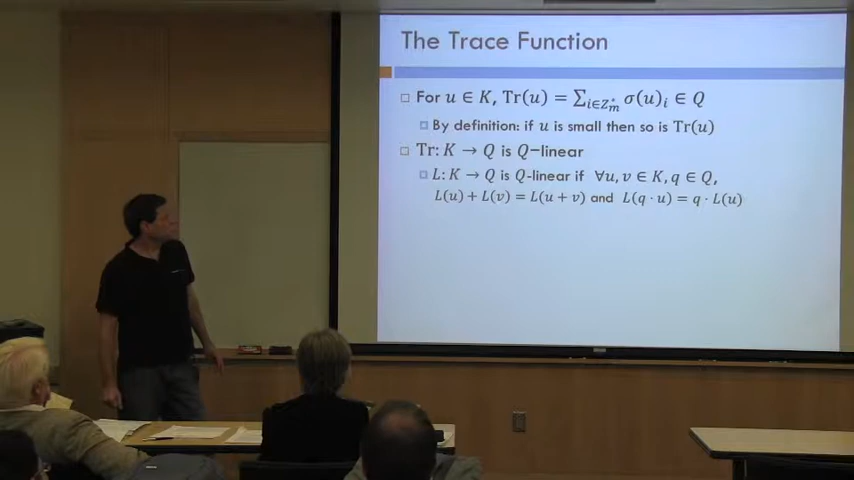 The Trace Function
For u ∈ K, Tr(u) = ∑_{i∈Z_m^*} σ(u)_i ∈ Q
By definition: if u is small then so is Tr(u)
Tr: K → Q is Q−linear
L: K → Q is Q-linear if ∀u, v ∈ K, q ∈ Q,
L(u) + L(v) = L(u + v) and L(q · u) = q · L(u)